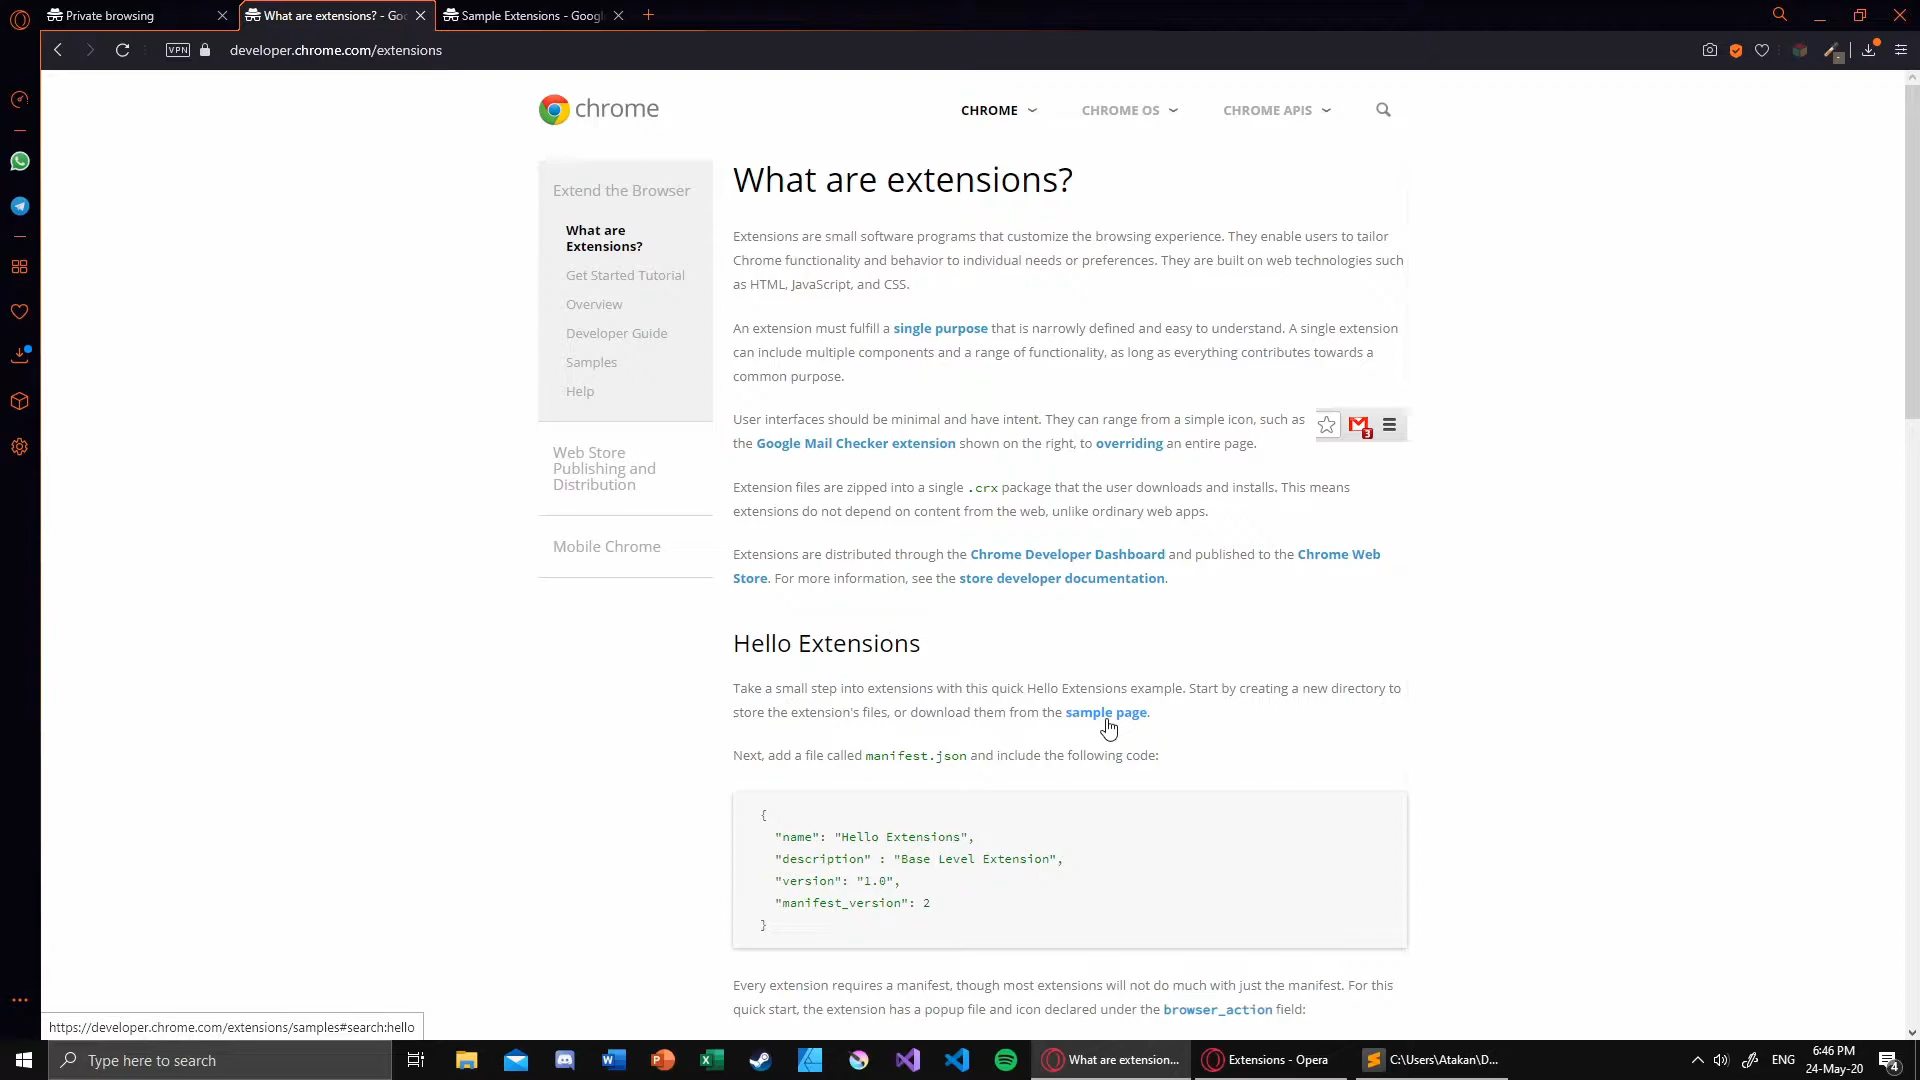 Private browsing
What are extensions? - Go
Sample Extensions - Googl
VPN
developer.chrome.com/extensions
chrome
CHROME
CHROME OS
CHROME APIS
Extend the Browser
What are
Extensions?
Get Started Tutorial
Overview
Developer Guide
Samples
Help
Web Store
Publishing and
Distribution
Mobile Chrome
What are extensions?
Extensions are small software programs that customize the browsing experience. They enable users to tailor
Chrome functionality and behavior to individual needs or preferences. They are built on web technologies such
as HTML, JavaScript, and CSS.
An extension must fulfill a single purpose that is narrowly defined and easy to understand. A single extension
can include multiple components and a range of functionality, as long as everything contributes towards a
common purpose.
User interfaces should be minimal and have intent. They can range from a simple icon, such as
the Google Mail Checker extension shown on the right, to overriding an entire page.
3
Extension files are zipped into a single .crx package that the user downloads and installs. This means
extensions do not depend on content from the web, unlike ordinary web apps.
Extensions are distributed through the Chrome Developer Dashboard and published to the Chrome Web
Store. For more information, see the store developer documentation.
Hello Extensions
Take a small step into extensions with this quick Hello Extensions example. Start by creating a new directory to
store the extension's files, or download them from the sample page.
Next, add a file called manifest.json and include the following code:
{
"name": "Hello Extensions",
"description" : "Base Level Extension",
"version": "1.0",
"manifest_version": 2
}
Every extension requires a manifest, though most extensions will not do much with just the manifest. For this
quick start, the extension has a popup file and icon declared under the browser_action field:
https://developer.chrome.com/extensions/samples#search:hello
Type here to search
What are extension...
Extensions - Opera
C:\Users\Atakan\D...
ENG
6:46 PM
24-May-20
4